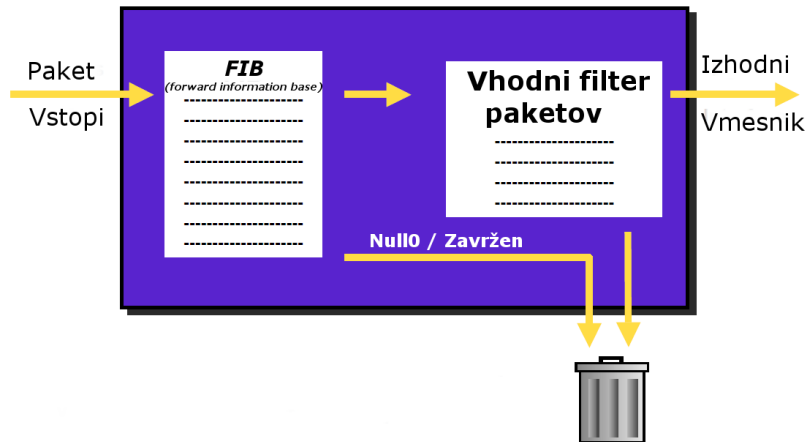 Paket
Vstopi
FIB
(forward information base)
-----------------------
-----------------------
-----------------------
-----------------------
-----------------------
-----------------------
-----------------------
-----------------------
Vhodni filter
paketov
-----------------------
-----------------------
-----------------------
-----------------------
Izhodni
Vmesnik
Null0 / Zavržen